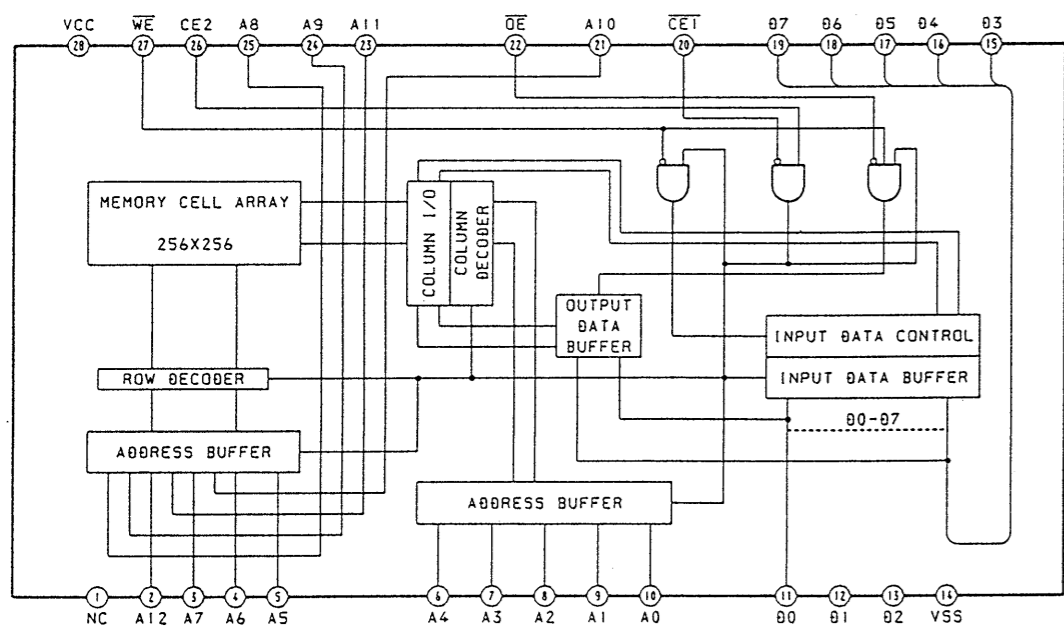 VCC W̅E̅ CE2 A8 A9 A11 O̅E̅ A10 C̅E̅1̅ D7 D6 D5 D4 D3
28 27 26 25 24 23 22 21 20 19 18 17 16 15
MEMORY CELL ARRAY
256X256
COLUMN I/O
COLUMN
DECODER
OUTPUT
DATA
BUFFER
INPUT DATA CONTROL
INPUT DATA BUFFER
ROW DECODER
D0-D7
ADDRESS BUFFER
ADDRESS BUFFER
1 2 3 4 5 6 7 8 9 10 11 12 13 14
NC A12 A7 A6 A5 A4 A3 A2 A1 A0 D0 D1 D2 VSS